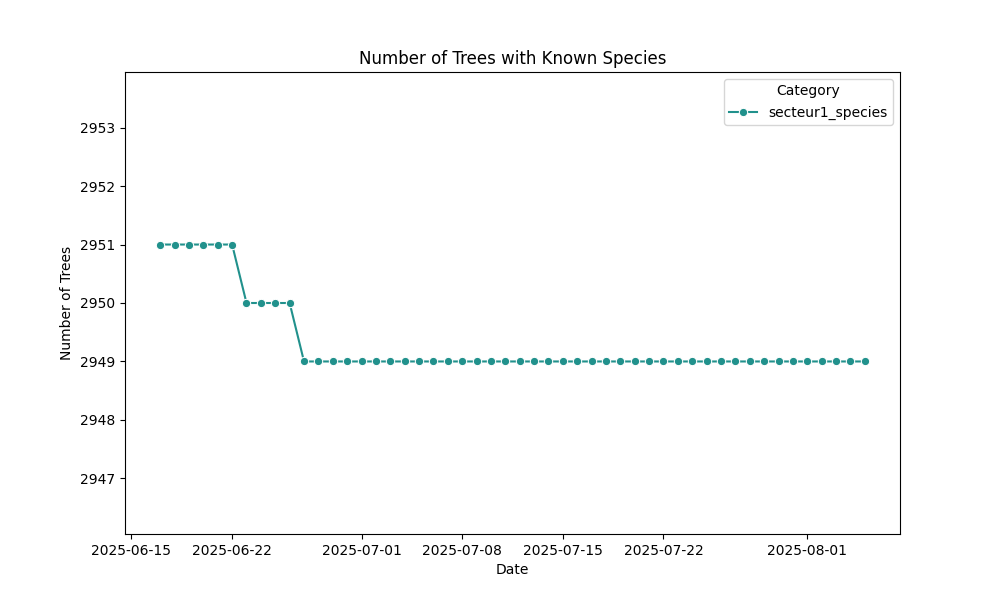 Number of Trees with Known Species
Category
secteur1_species
Number of Trees
2953
2952
2951
2950
2949
2948
2947
2025-06-15
2025-06-22
2025-07-01
2025-07-08
2025-07-15
2025-07-22
2025-08-01
Date